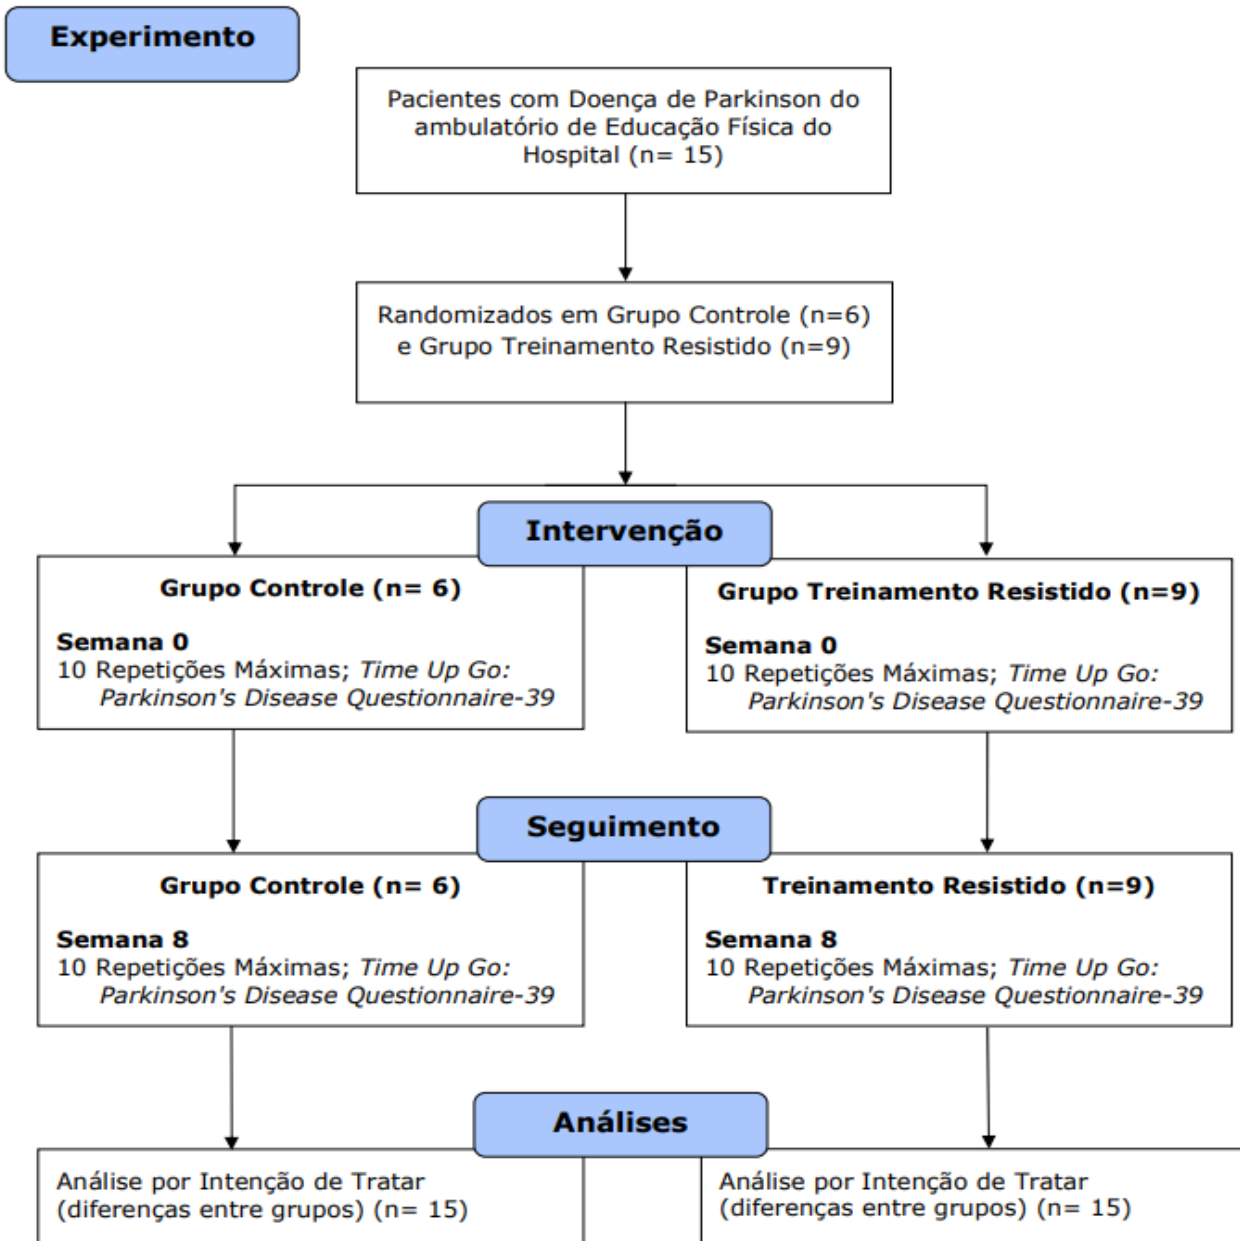 Experimento
Pacientes com Doença de Parkinson do
ambulatório de Educação Física do
Hospital (n= 15)
Randomizados em Grupo Controle (n=6)
e Grupo Treinamento Resistido (n=9)
Intervenção
Grupo Controle (n= 6)
Semana 0
10 Repetições Máximas; Time Up Go:
Parkinson's Disease Questionnaire-39
Grupo Treinamento Resistido (n=9)
Semana 0
10 Repetições Máximas; Time Up Go:
Parkinson's Disease Questionnaire-39
Seguimento
Grupo Controle (n= 6)
Semana 8
10 Repetições Máximas; Time Up Go:
Parkinson's Disease Questionnaire-39
Treinamento Resistido (n=9)
Semana 8
10 Repetições Máximas; Time Up Go:
Parkinson's Disease Questionnaire-39
Análises
Análise por Intenção de Tratar
(diferenças entre grupos) (n= 15)
Análise por Intenção de Tratar
(diferenças entre grupos) (n= 15)